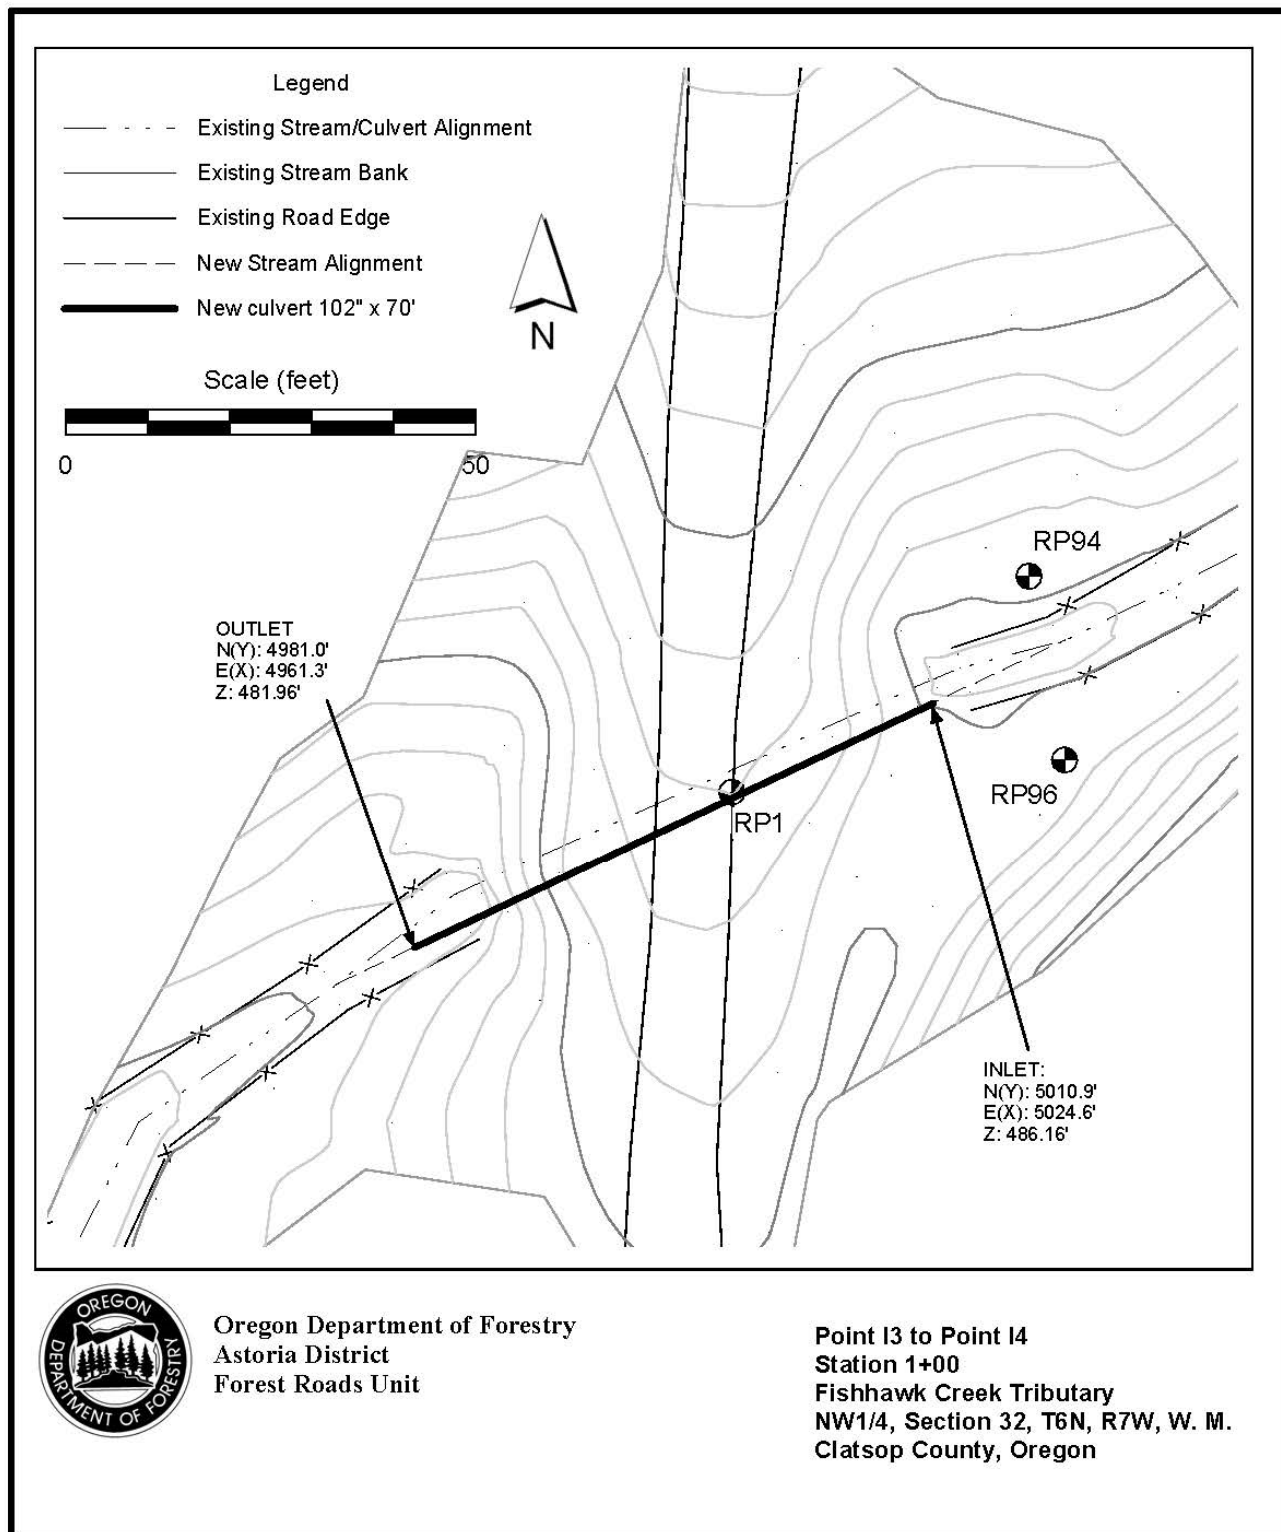 Legend
Existing Stream/Culvert Alignment
Existing Stream Bank
Existing Road Edge
New Stream Alignment
New culvert 102" x 70'
N
Scale (feet)
0 50
RP94
OUTLET
N(Y): 4981.0'
E(X): 4961.3'
Z: 481.96'
RP96
RP1
INLET:
N(Y): 5010.9'
E(X): 5024.6'
Z: 486.16'
OREGON
DEPARTMENT OF FORESTRY
Oregon Department of Forestry
Astoria District
Forest Roads Unit
Point I3 to Point I4
Station 1+00
Fishhawk Creek Tributary
NW1/4, Section 32, T6N, R7W, W. M.
Clatsop County, Oregon